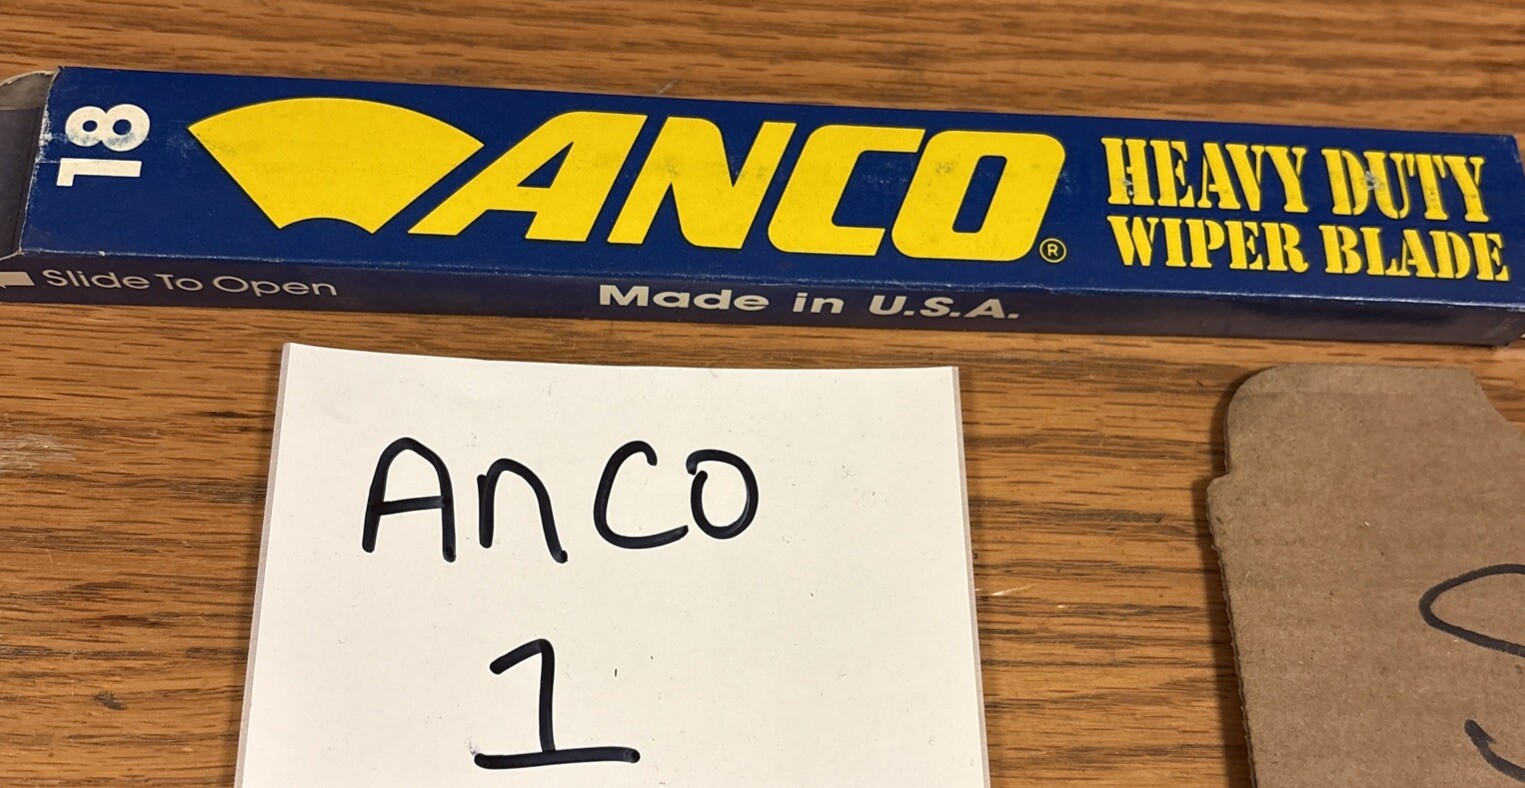 18
ANCO®
HEAVY DUTY
WIPER BLADE
Slide To Open
Made in U.S.A.
Anco
1